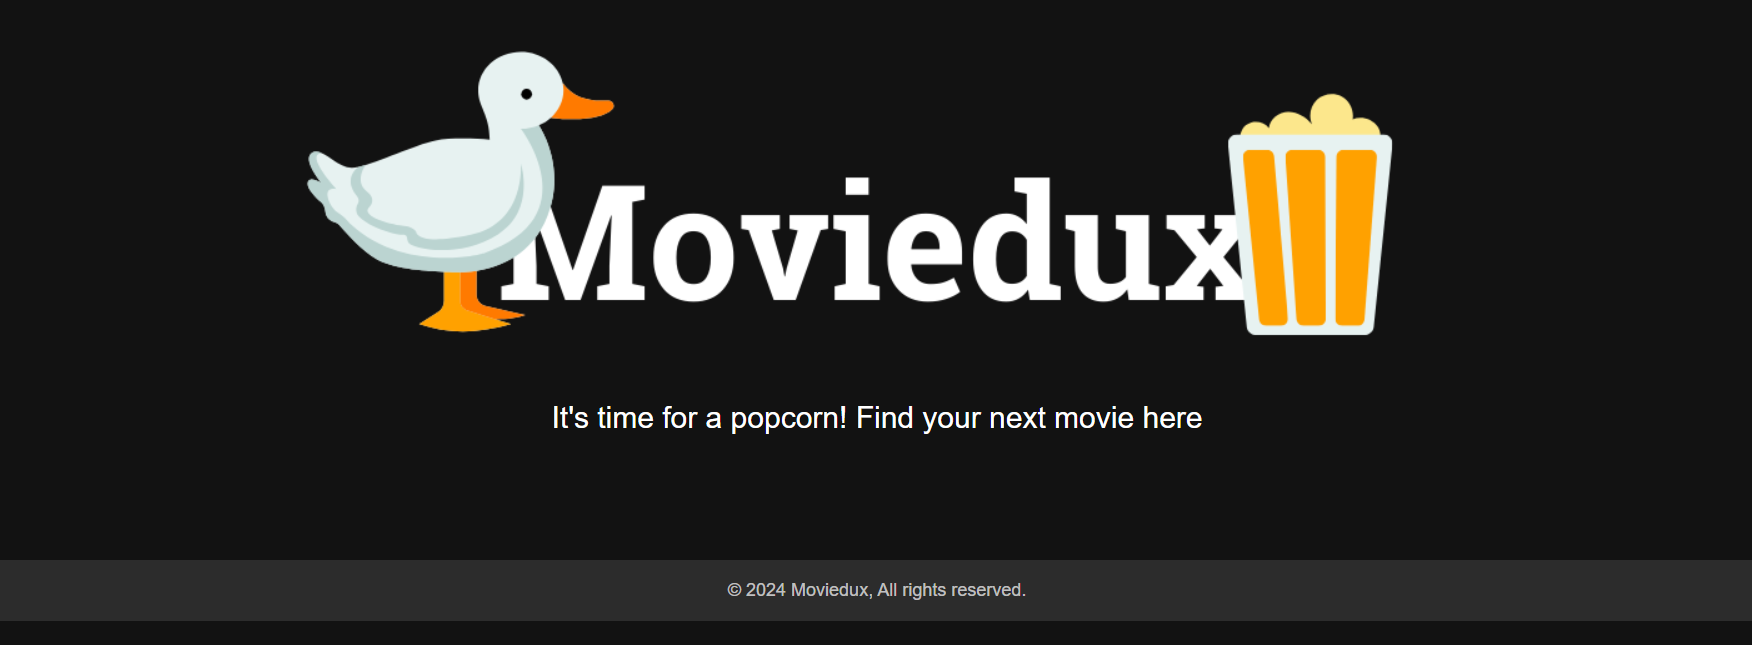 Moviedux
It's time for a popcorn! Find your next movie here
© 2024 Moviedux, All rights reserved.